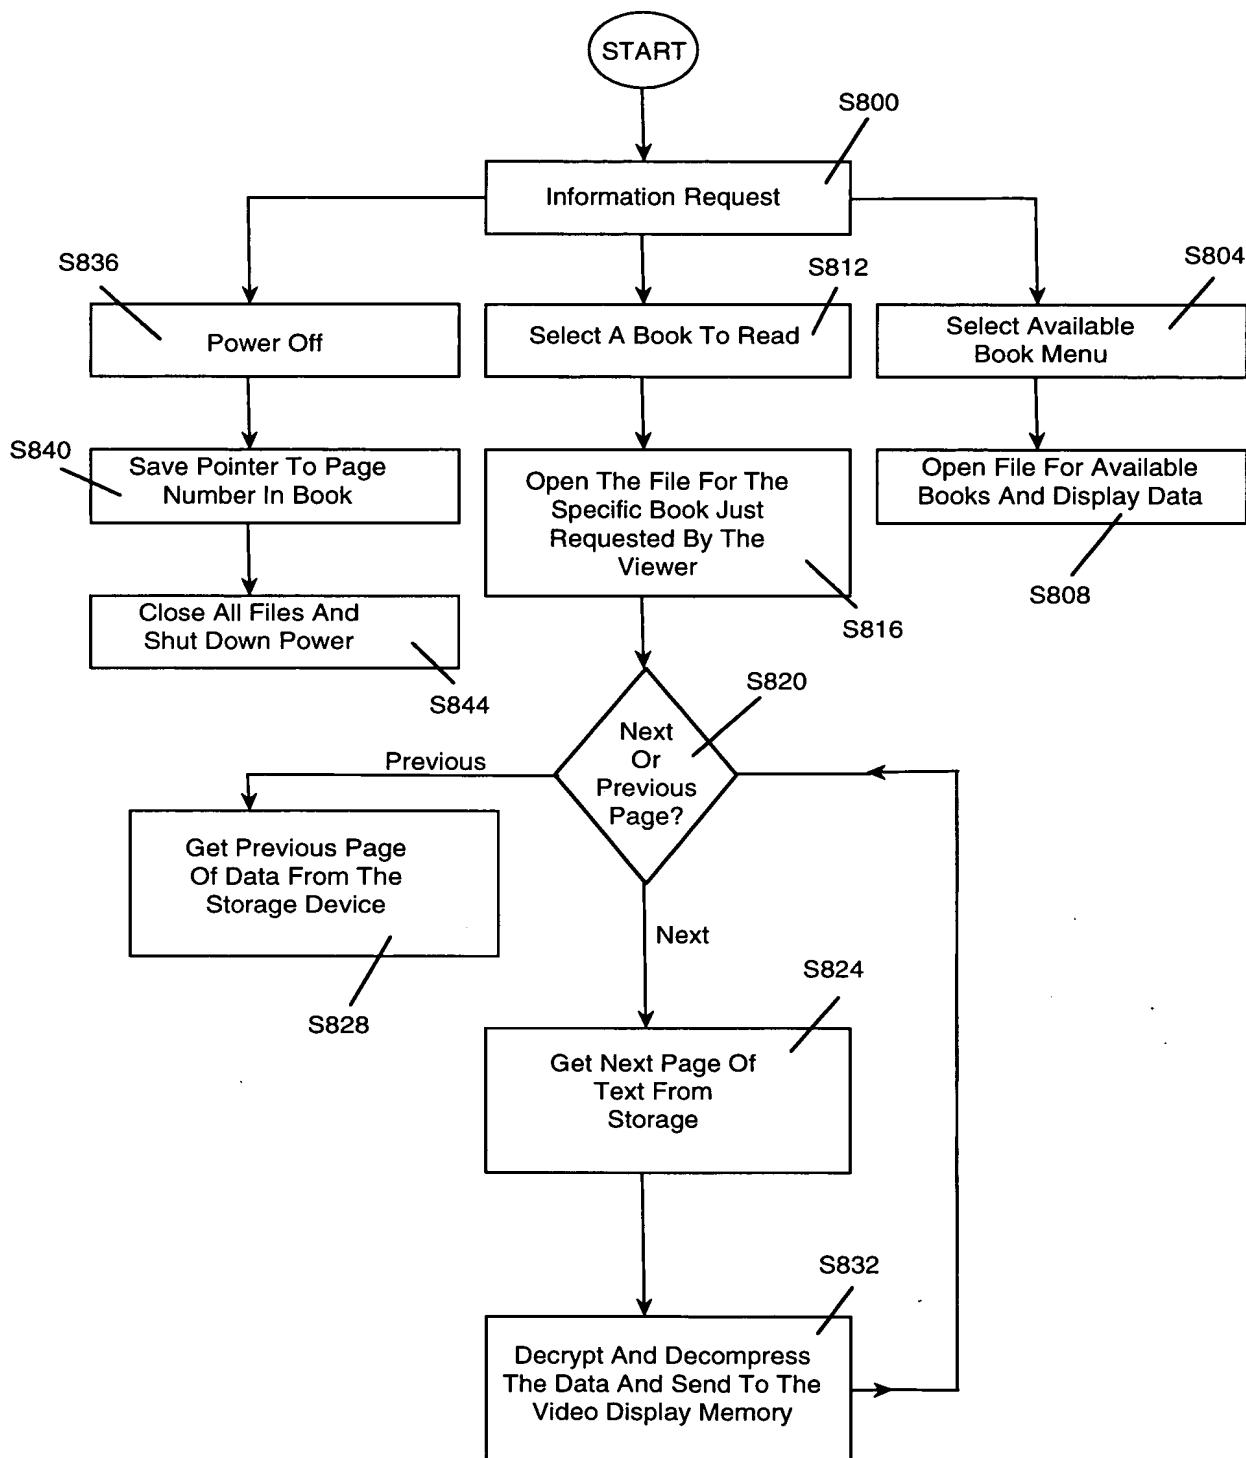 START
S800
Information Request
S836
S812
S804
Power Off
Select A Book To Read
Select Available
Book Menu
S840
Save Pointer To Page
Number In Book
Open The File For The
Specific Book Just
Requested By The
Viewer
Open File For Available
Books And Display Data
S808
Close All Files And
Shut Down Power
S816
S844
S820
Next
Or
Previous
Page?
Previous
Get Previous Page
Of Data From The
Storage Device
S828
Next
S824
Get Next Page Of
Text From
Storage
S832
Decrypt And Decompress
The Data And Send To The
Video Display Memory